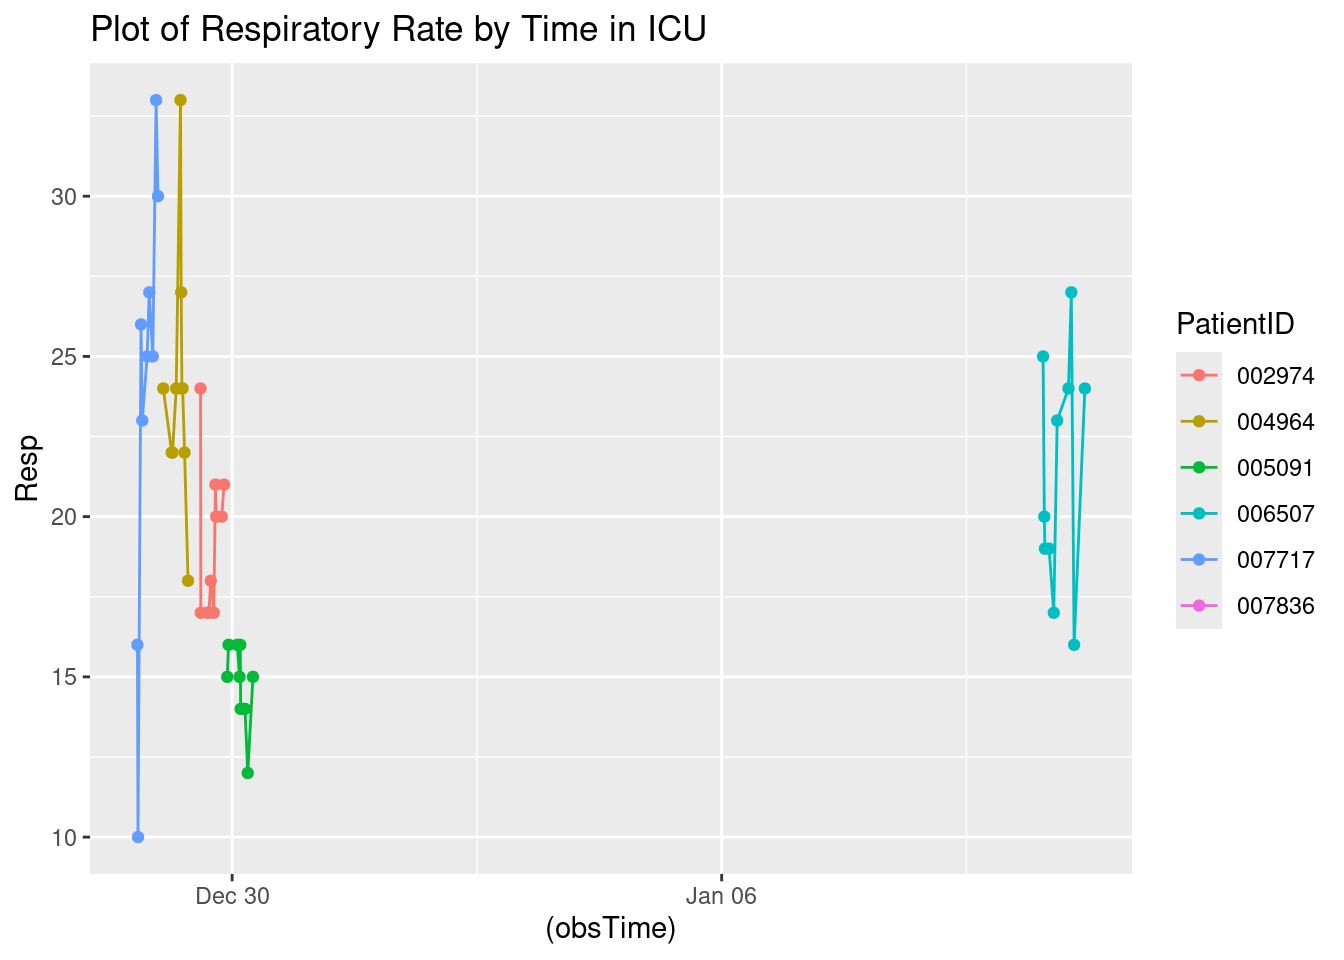 Plot of Respiratory Rate by Time in ICU
30
25
20
15
10
Resp
Dec 30
Jan 06
(obsTime)
PatientID
002974
004964
005091
006507
007717
007836